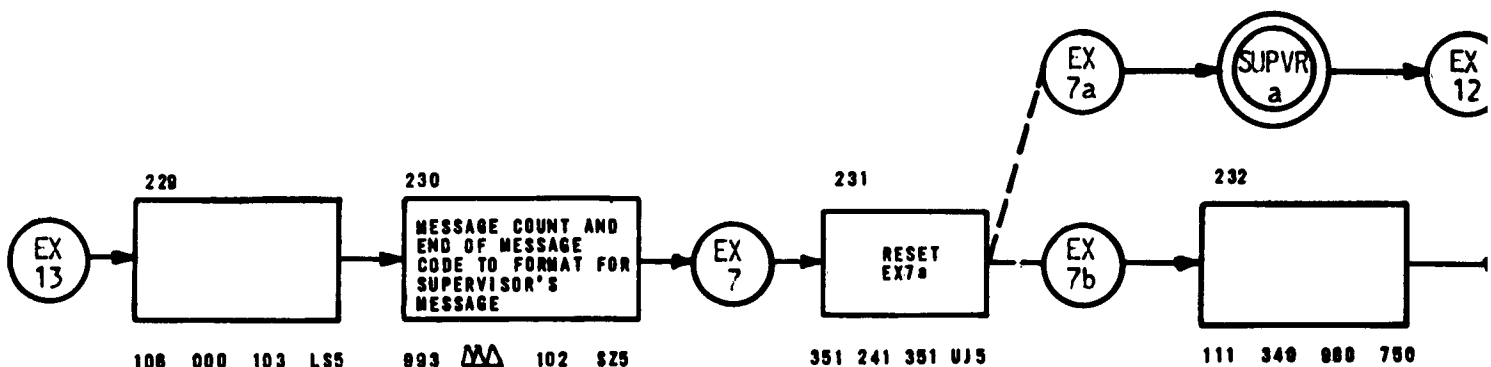 EX
7a
SUPVR
a
EX
12
229
230
231
232
EX
13
MESSAGE COUNT AND
END OF MESSAGE
CODE TO FORMAT FOR
SUPERVISOR'S
MESSAGE
EX
7
RESET
EX7a
EX
7b
106 000 103 LS5
993 102 SZ5
351 241 351 UJ5
111 349 980 750